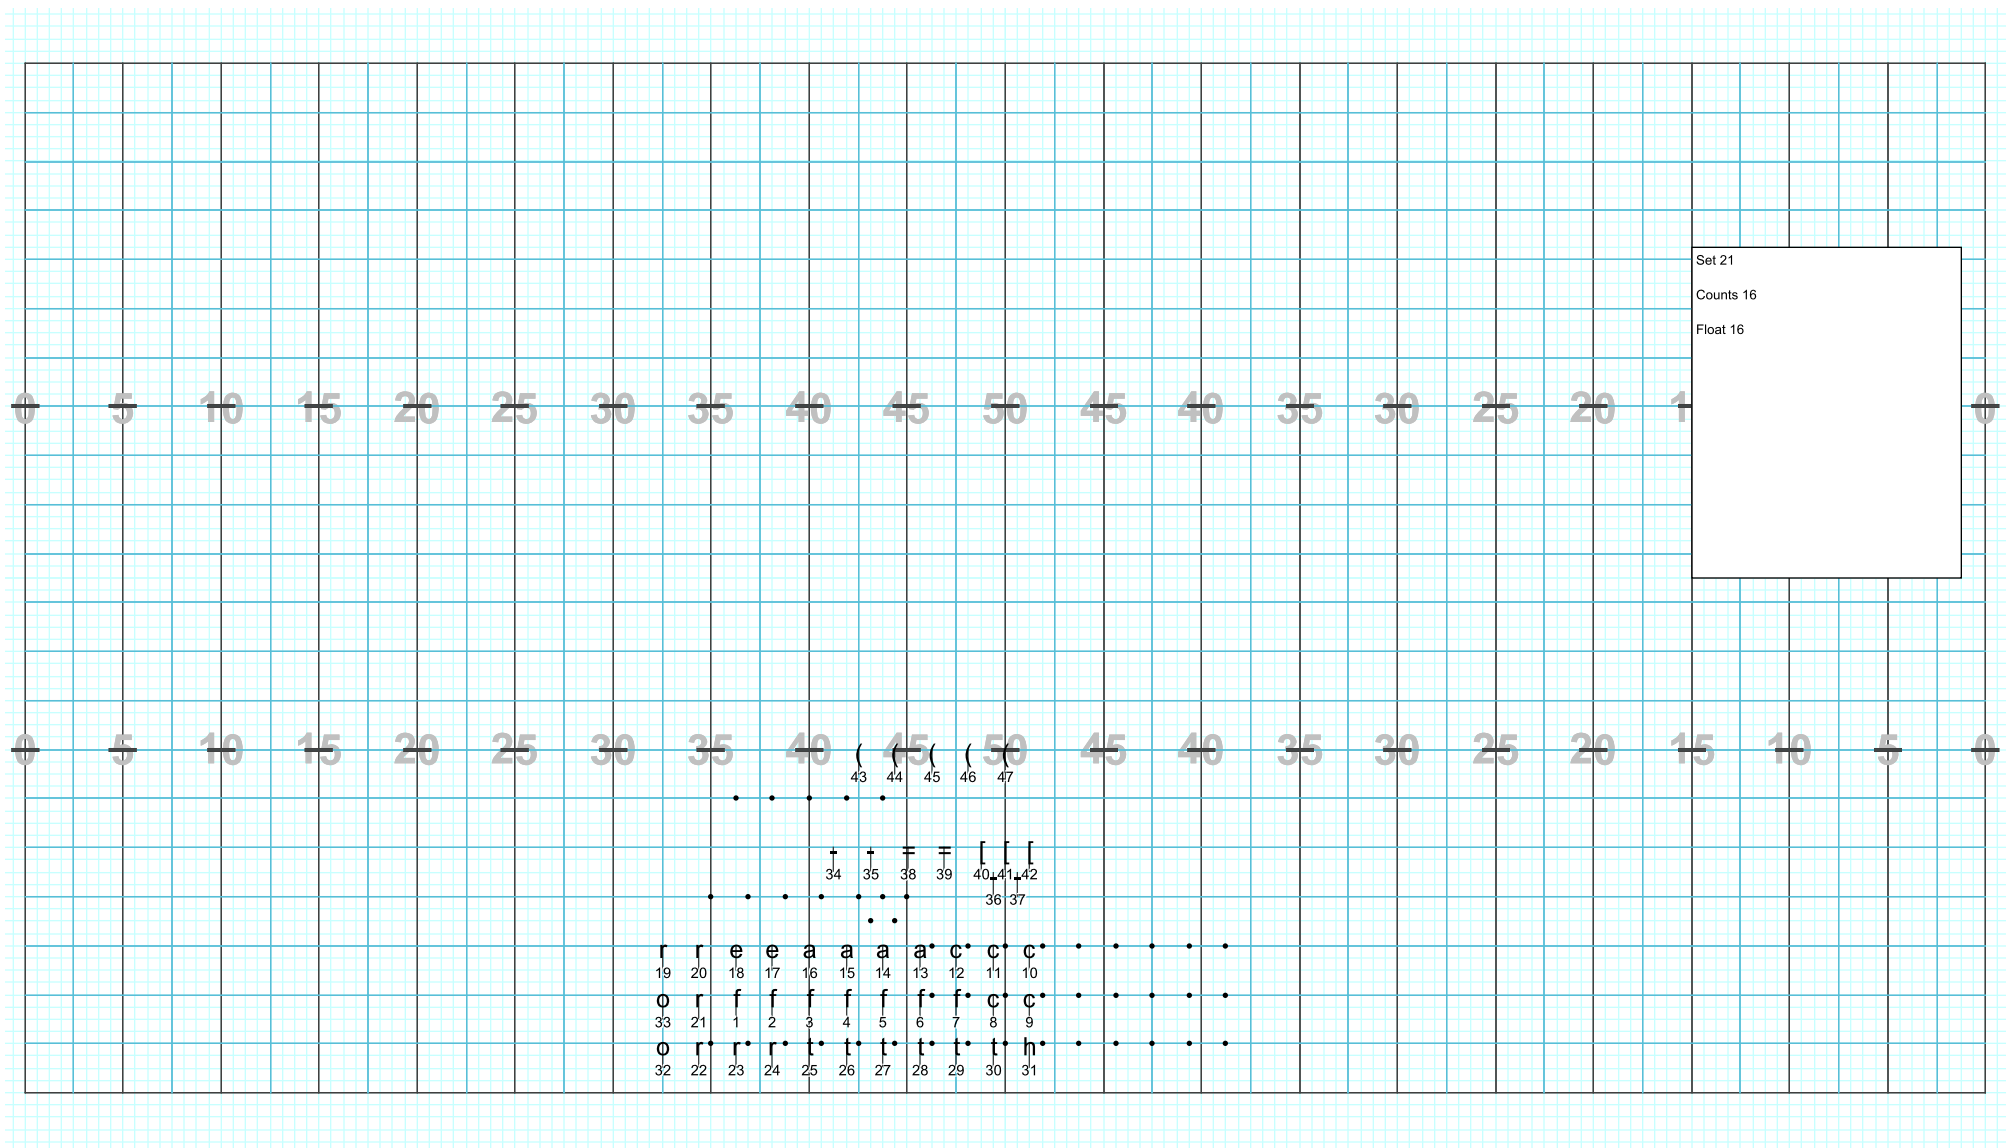 Set 21
Counts 16
Float 16
0 5 10 15 20 25 30 35 40 45 50 45 40 35 30 25 20 1 0
0 5 10 15 20 25 30 35 40 45 50 45 40 35 30 25 20 15 10 5 0
( ( ( ( (
43 44 45 46 47
- - = = [ [ [
34 35 38 39 40 41 42
+ +
36 37
r r e e a a a a c c c
19 20 18 17 16 15 14 13 12 11 10
o r f f f f f f f c c
33 21 1 2 3 4 5 6 7 8 9
o r r r t t t t t t h
32 22 23 24 25 26 27 28 29 30 31